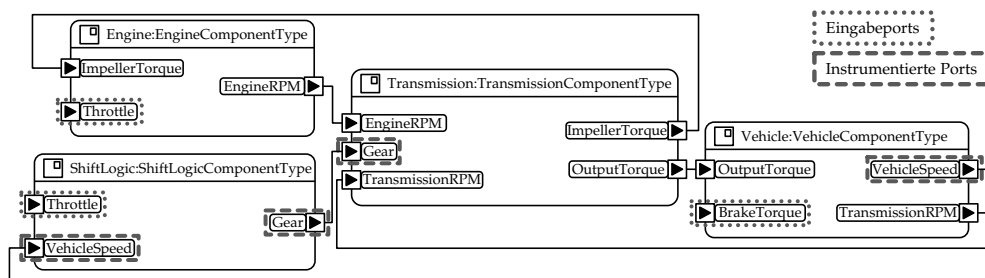 Engine:EngineComponentType
ImpellerTorque
EngineRPM
Throttle
Transmission:TransmissionComponentType
EngineRPM
Gear
TransmissionRPM
ImpellerTorque
OutputTorque
Eingabeports
Instrumentierte Ports
Vehicle:VehicleComponentType
OutputTorque
VehicleSpeed
BrakeTorque
TransmissionRPM
ShiftLogic:ShiftLogicComponentType
Throttle
Gear
VehicleSpeed